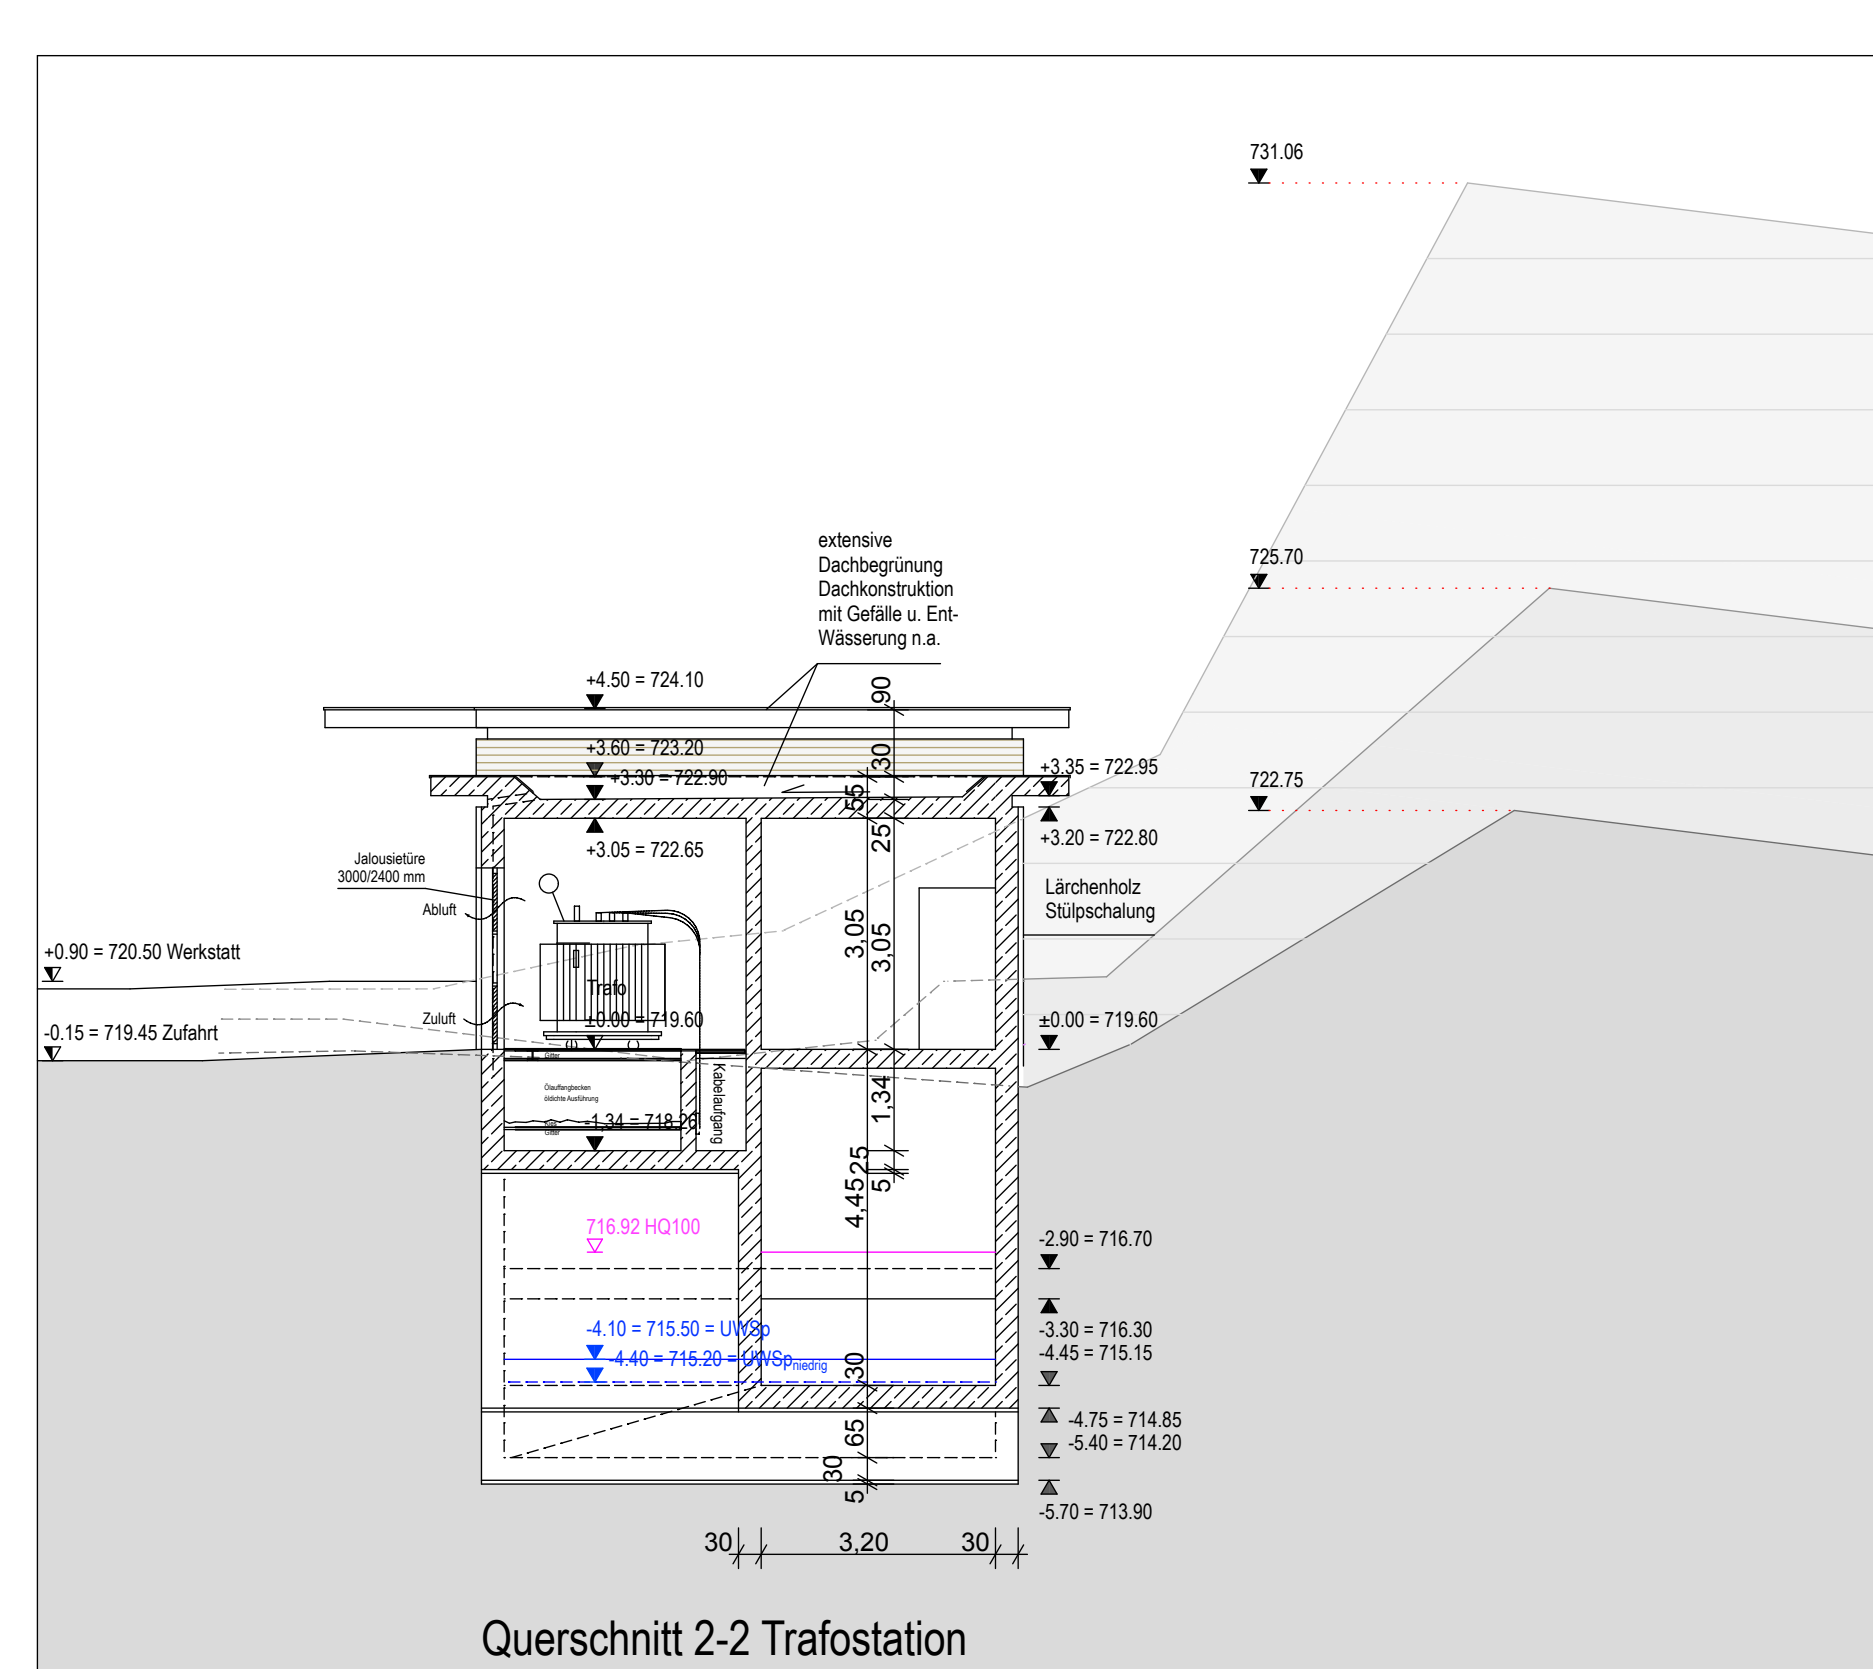 731.06
725.70
extensive
Dachbegrünung
Dachkonstruktion
mit Gefälle u. Ent-
Wässerung n.a.
+4.50 = 724.10
90
+3.60 = 723.20
30
+3.30 = 722.90
+3.35 = 722.95
722.75
55
25
+3.20 = 722.80
+3.05 = 722.65
Jalousietüre
3000/2400 mm
Abluft
Lärchenholz
Stülpschalung
3,05
3,05
+0.90 = 720.50 Werkstatt
Trafo
Zuluft
±0.00 = 719.60
±0.00 = 719.60
-0.15 = 719.45 Zufahrt
Gitter
Ölauffangbecken
öldichte Ausführung
Kabelaufgang
1,34
-1,34 = 718.26
Kies
Gitter
25
5
4,45
716.92 HQ100
-2.90 = 716.70
-4.10 = 715.50 = UWSp
-3.30 = 716.30
-4.40 = 715.20 = UWSpniedrig
-4.45 = 715.15
30
-4.75 = 714.85
65
-5.40 = 714.20
30
5
-5.70 = 713.90
30
3,20
30
Querschnitt 2-2 Trafostation